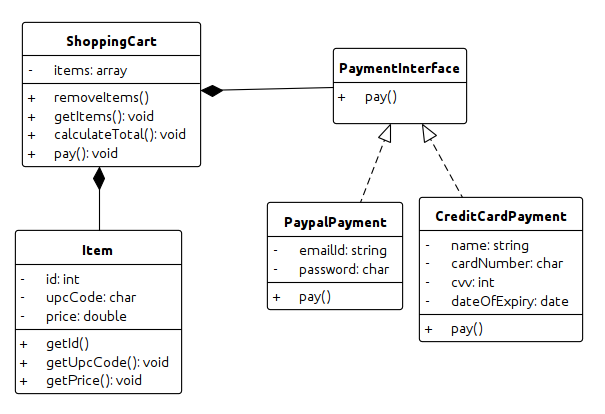 ShoppingCart
- items: array
+ removeItems()
+ getItems(): void
+ calculateTotal(): void
+ pay(): void
PaymentInterface
+ pay()
PaypalPayment
- emailId: string
- password: char
+ pay()
CreditCardPayment
- name: string
- cardNumber: char
- cvv: int
- dateOfExpiry: date
+ pay()
Item
- id: int
- upcCode: char
- price: double
+ getId()
+ getUpcCode(): void
+ getPrice(): void